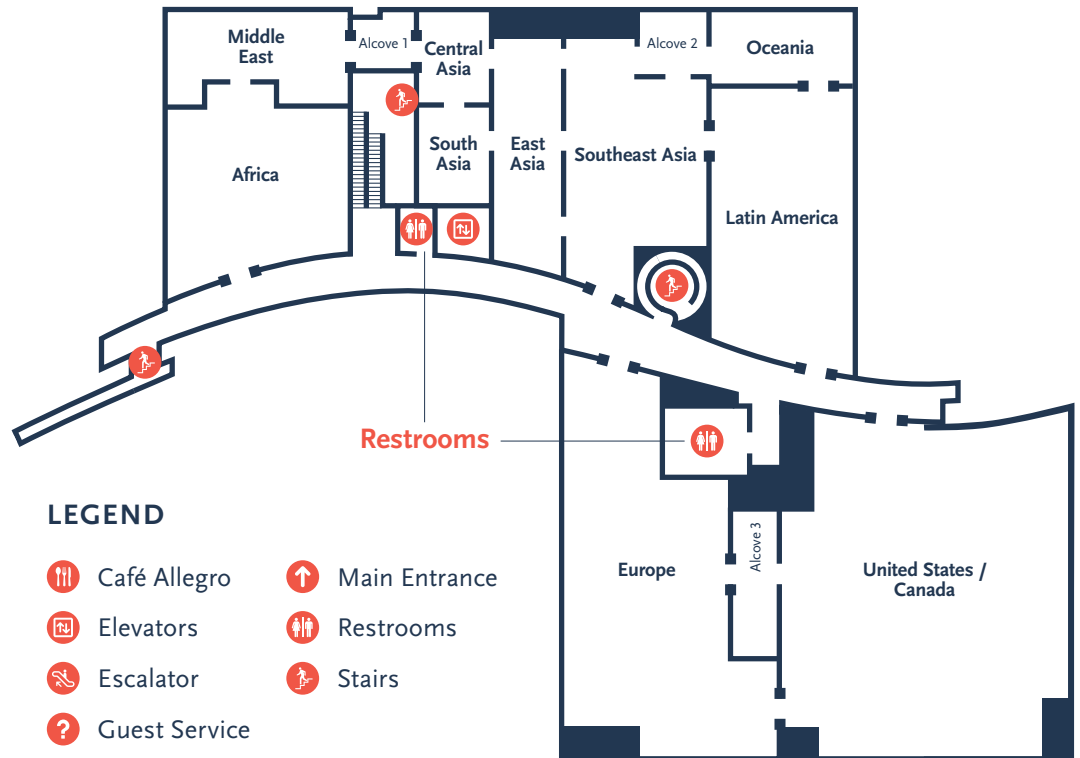 Middle
East
Alcove 1
Central
Asia
Alcove 2
Oceania
Africa
South
Asia
East
Asia
Southeast Asia
Latin America
Restrooms
Europe
Alcove 3
United States /
Canada
LEGEND
Café Allegro
Elevators
Escalator
? Guest Service
Main Entrance
Restrooms
Stairs